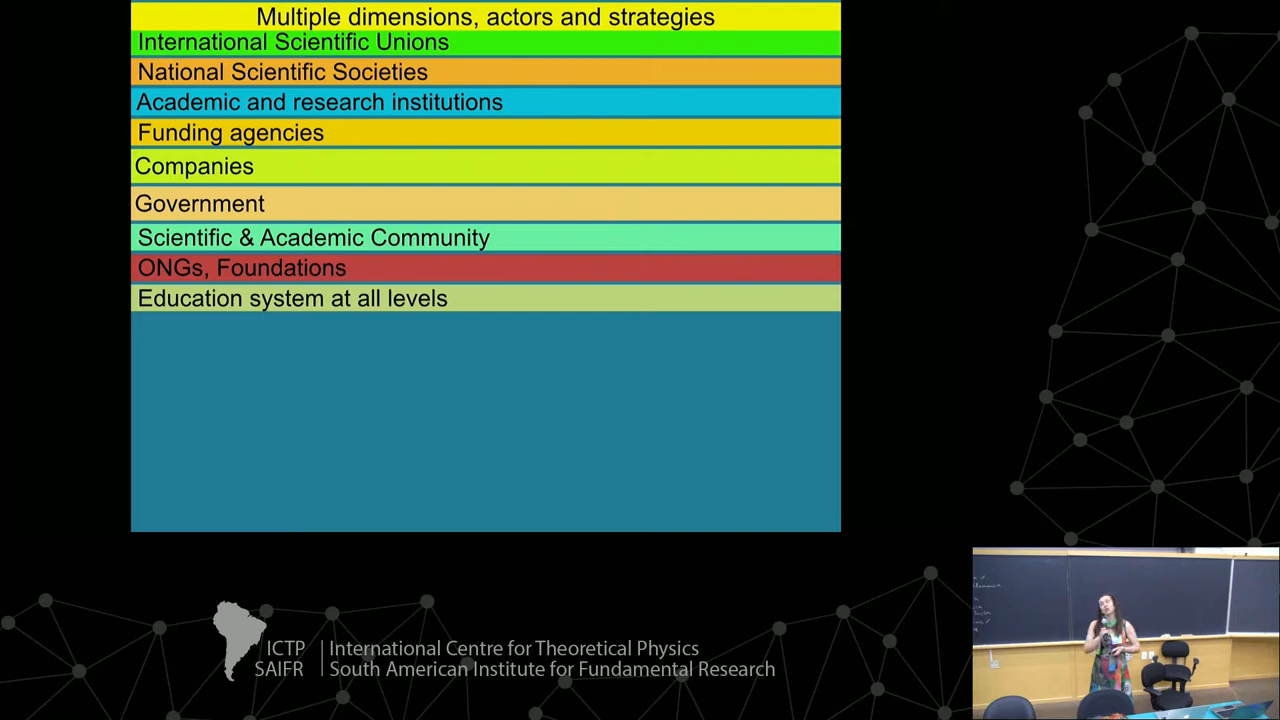 Multiple dimensions, actors and strategies
International Scientific Unions
National Scientific Societies
Academic and research institutions
Funding agencies
Companies
Government
Scientific & Academic Community
ONGs, Foundations
Education system at all levels
ICTP
SAIFR
International Centre for Theoretical Physics
South American Institute for Fundamental Research